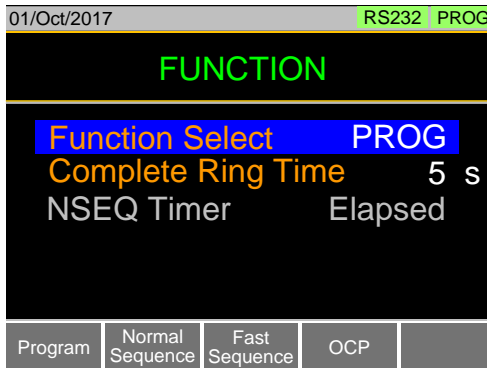 01/Oct/2017 RS232 PROG
FUNCTION
Function Select PROG
Complete Ring Time 5 s
NSEQ Timer Elapsed
Program Normal Sequence Fast Sequence OCP